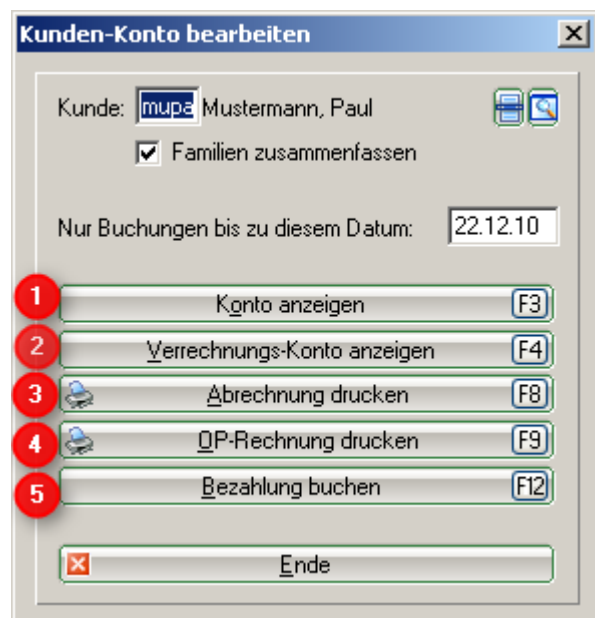 Kunden-Konto bearbeiten
Kunde: mupa Mustermann, Paul
Familien zusammenfassen
Nur Buchungen bis zu diesem Datum: 22.12.10
1 Konto anzeigen F3
2 Verrechnungs-Konto anzeigen F4
3 Abrechnung drucken F8
4 OP-Rechnung drucken F9
5 Bezahlung buchen F12
Ende